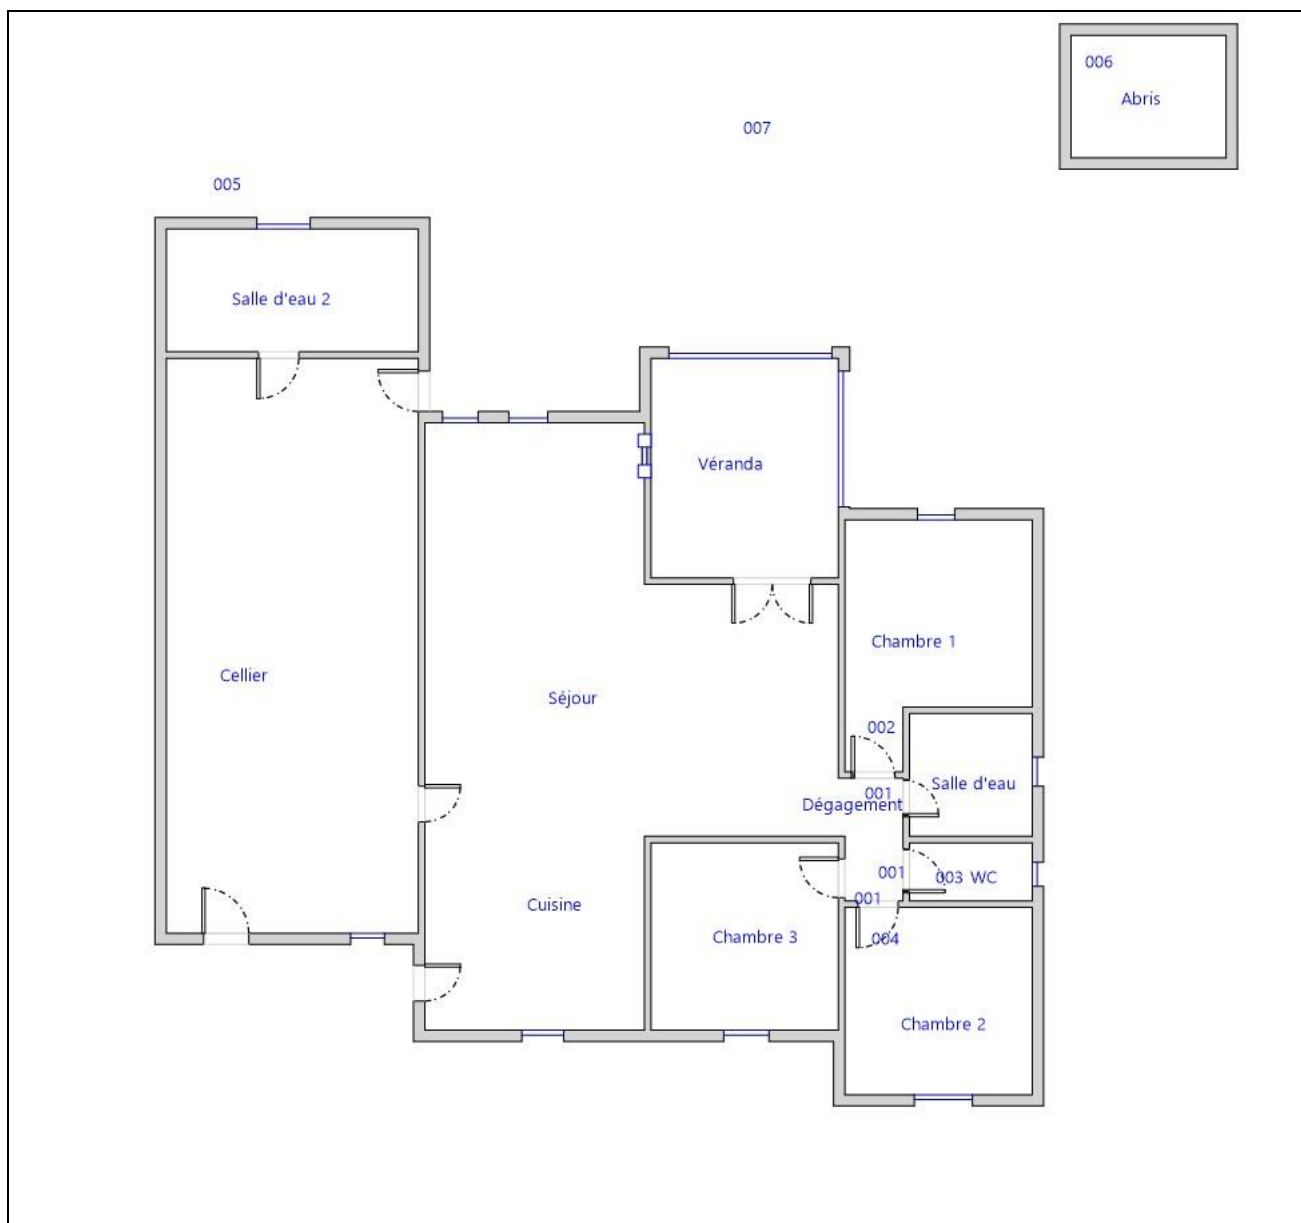 006
Abris
007
005
Salle d'eau 2
Véranda
Chambre 1
Cellier
Séjour
002
Salle d'eau
001
Dégagement
001
003 WC
001
Cuisine
Chambre 3
004
Chambre 2